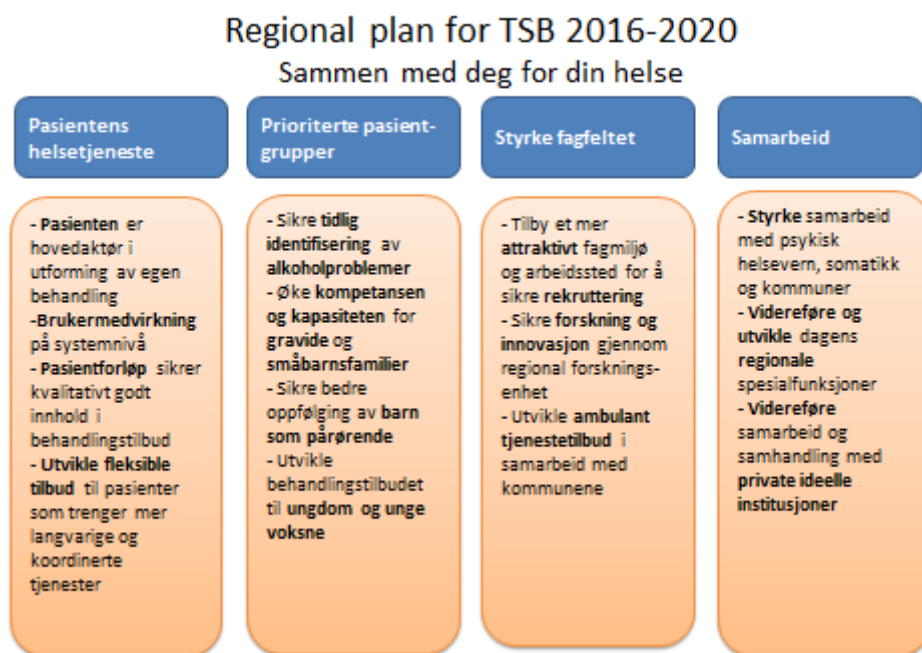 Regional plan for TSB 2016-2020
Sammen med deg for din helse
Pasientens
helsetjeneste
- Pasienten er
hovedaktør i
utforming av egen
behandling
-Brukermedvirkning
på systemnivå
- Pasientforløp sikrer
kvalitativt godt
innhold i
behandlingstilbud
- Utvikle fleksible
tilbud til pasienter
som trenger mer
langvarige og
koordinerte
tjenester
Prioriterte pasient-
grupper
- Sikre tidlig
identifisering av
alkoholproblemer
- Øke kompetansen
og kapasiteten for
gravide og
småbarnsfamilier
- Sikre bedre
oppfølging av barn
som pårørende
- Utvikle
behandlingstilbudet
til ungdom og unge
voksne
Styrke fagfeltet
- Tilby et mer
attraktivt fagmiljø
og arbeidssted for å
sikre rekruttering
- Sikre forskning og
innovasjon gjennom
regional forsknings-
enhet
- Utvikle ambulant
tjenestetilbud i
samarbeid med
kommunene
Samarbeid
- Styrke samarbeid
med psykisk
helsevern, somatikk
og kommuner
- Videreføre og
utvikle dagens
regionale
spesialfunksjoner
- Videreføre
samarbeid og
samhandling med
private ideelle
institusjoner